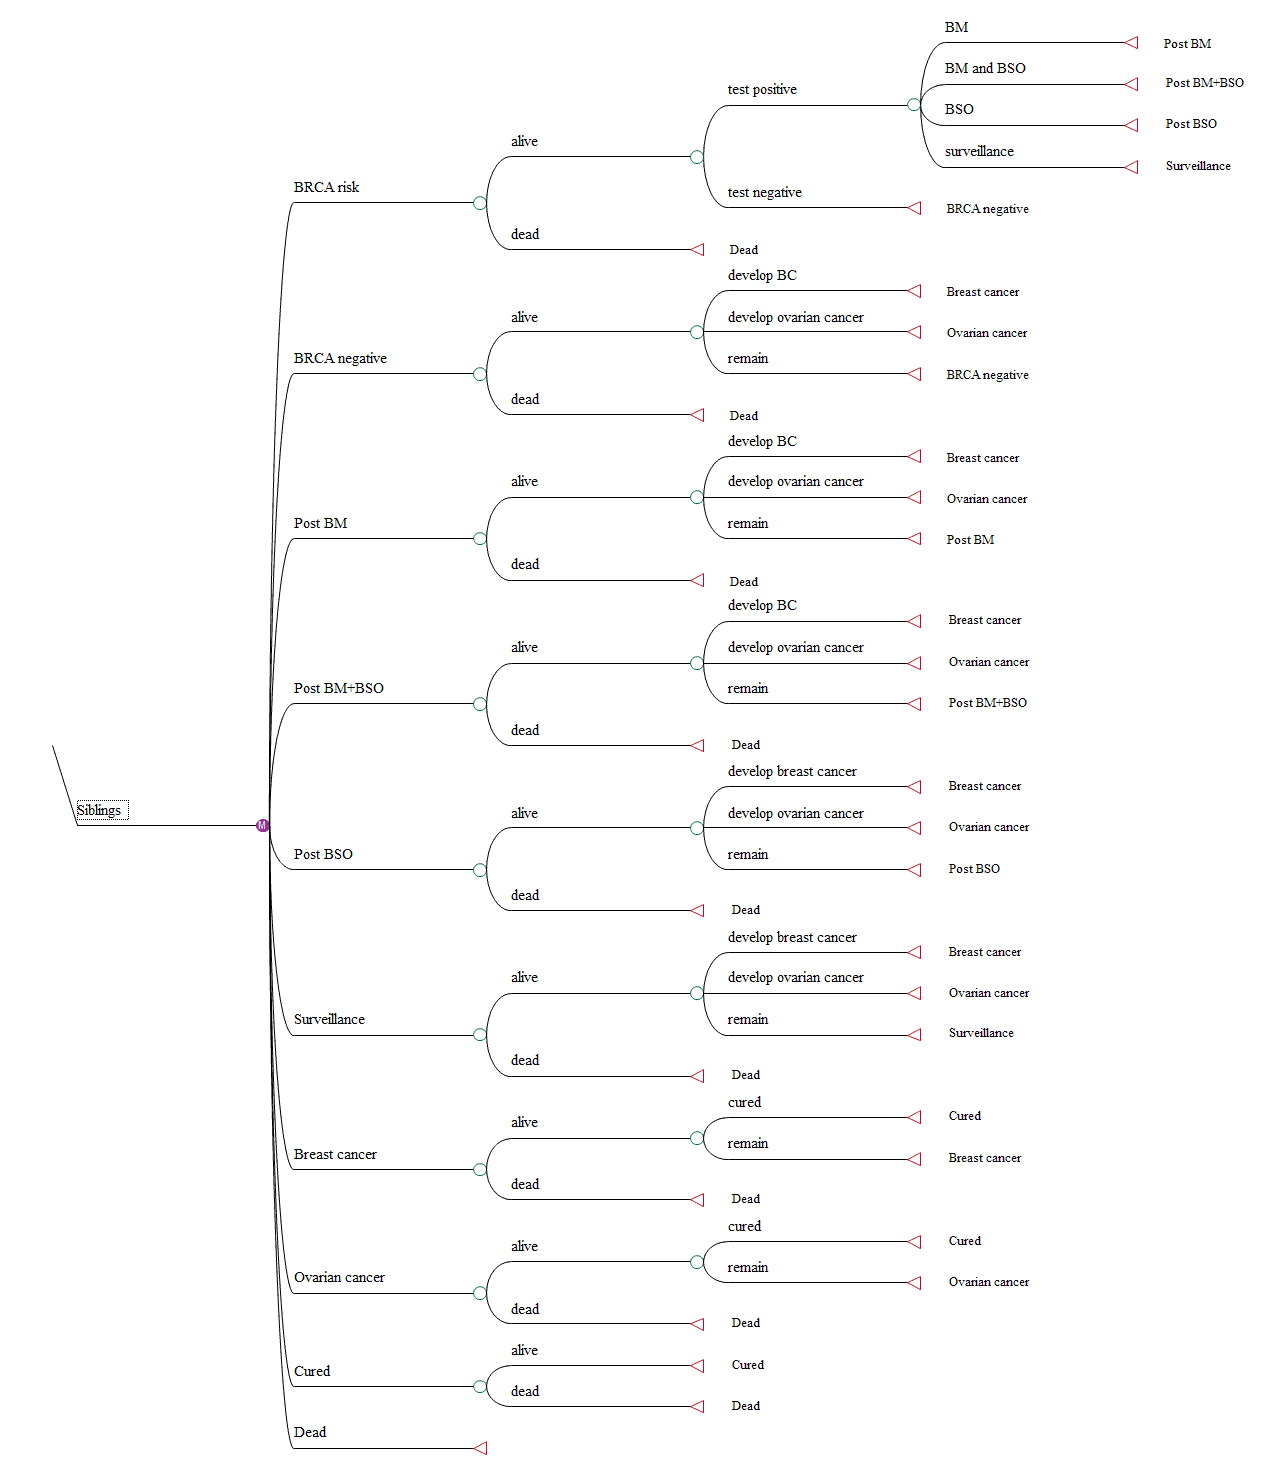 BM
Post BM
BM and BSO
Post BM+BSO
test positive
BSO
Post BSO
alive
surveillance
Surveillance
BRCA risk
test negative
BRCA negative
dead
Dead
develop BC
Breast cancer
alive
develop ovarian cancer
Ovarian cancer
BRCA negative
remain
BRCA negative
dead
Dead
develop BC
Breast cancer
alive
develop ovarian cancer
Ovarian cancer
Post BM
remain
Post BM
dead
Dead
develop BC
Breast cancer
alive
develop ovarian cancer
Ovarian cancer
Post BM+BSO
remain
Post BM+BSO
dead
Dead
develop breast cancer
Breast cancer
Siblings
alive
develop ovarian cancer
Ovarian cancer
Post BSO
remain
Post BSO
dead
Dead
develop breast cancer
Breast cancer
alive
develop ovarian cancer
Ovarian cancer
Surveillance
remain
Surveillance
dead
Dead
cured
Cured
alive
remain
Breast cancer
Breast cancer
dead
Dead
cured
Cured
alive
remain
Ovarian cancer
Ovarian cancer
dead
Dead
alive
Cured
Cured
dead
Dead
Dead
M